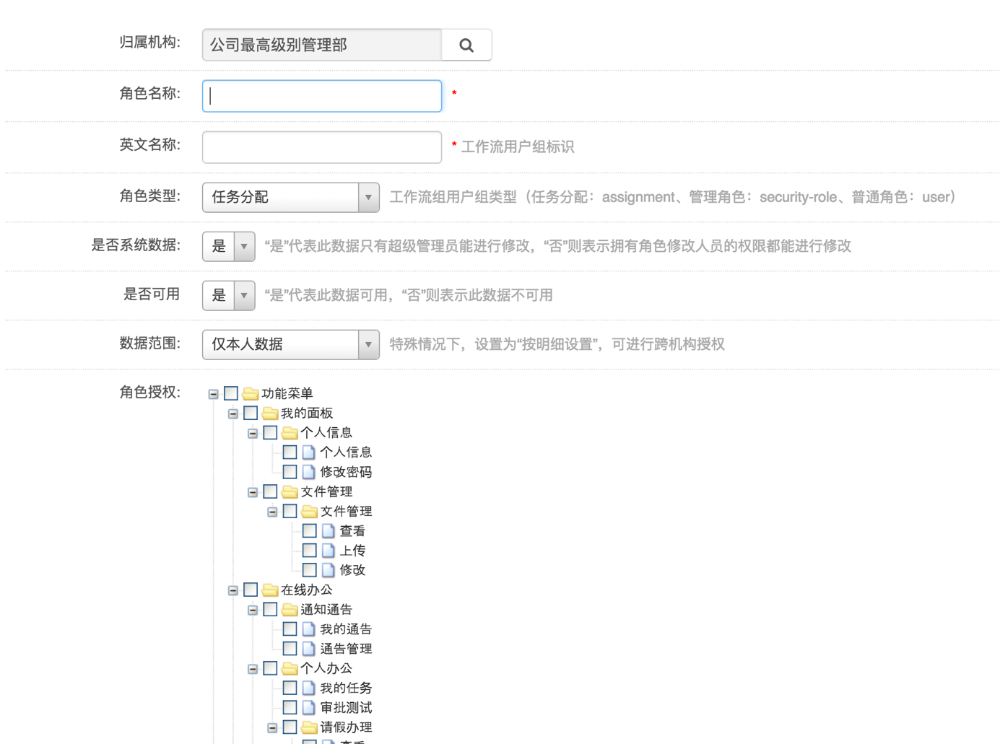 归属机构: 公司最高级别管理部
角色名称: *
英文名称: * 工作流用户组标识
角色类型: 任务分配 工作流组用户组类型（任务分配：assignment、管理角色：security-role、普通角色：user）
是否系统数据: 是 “是”代表此数据只有超级管理员能进行修改，“否”则表示拥有角色修改人员的权限都能进行修改
是否可用 是 “是”代表此数据可用，“否”则表示此数据不可用
数据范围: 仅本人数据 特殊情况下，设置为“按明细设置”，可进行跨机构授权
角色授权: 功能菜单
我的面板
个人信息
个人信息
修改密码
文件管理
文件管理
查看
上传
修改
在线办公
通知通告
我的通告
通告管理
个人办公
我的任务
审批测试
请假办理